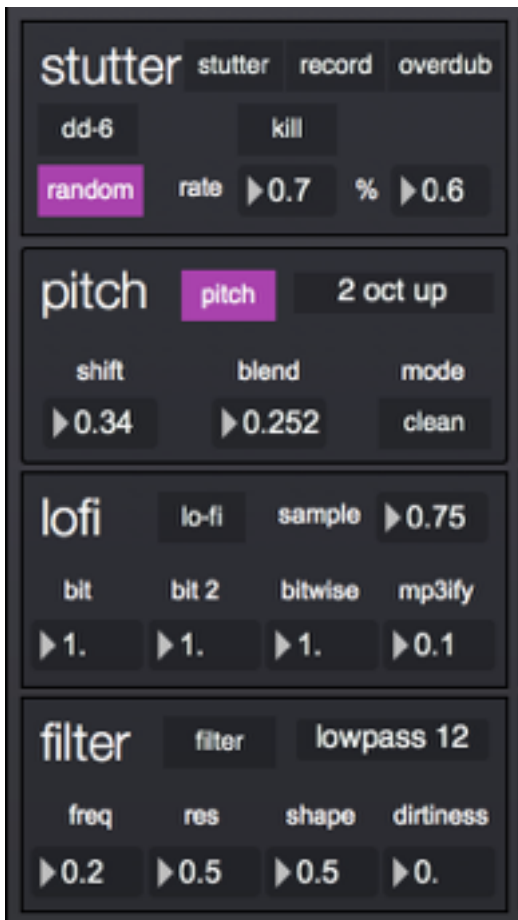 stutter stutter record overdub
dd-6 kill
random rate 0.7 % 0.6
pitch pitch 2 oct up
shift blend mode
0.34 0.252 clean
lofi lo-fi sample 0.75
bit bit 2 bitwise mp3ify
1. 1. 1. 0.1
filter filter lowpass 12
freq res shape dirtiness
0.2 0.5 0.5 0.